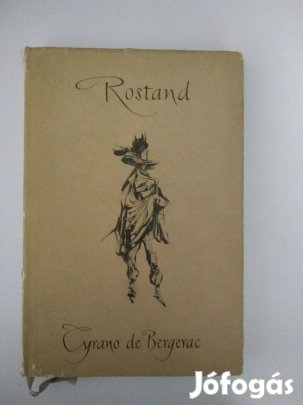 Rostand
Cyrano de Bergerac
Jófogás